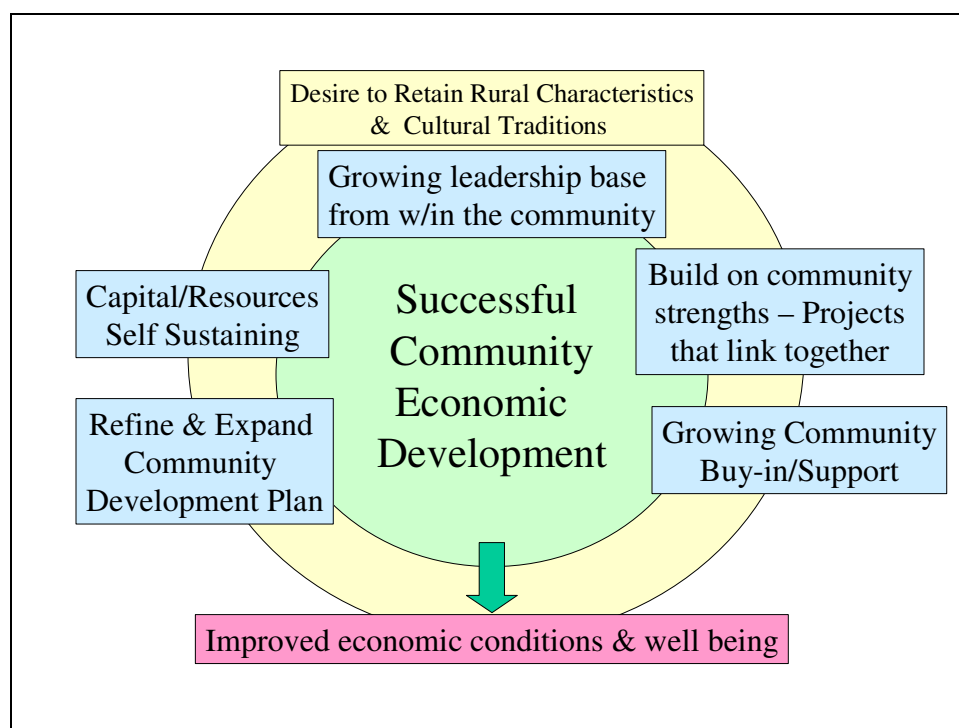 Desire to Retain Rural Characteristics
& Cultural Traditions
Growing leadership base
from w/in the community
Capital/Resources
Self Sustaining
Build on community
strengths – Projects
that link together
Successful
Community
Economic
Development
Refine & Expand
Community
Development Plan
Growing Community
Buy-in/Support
Improved economic conditions & well being